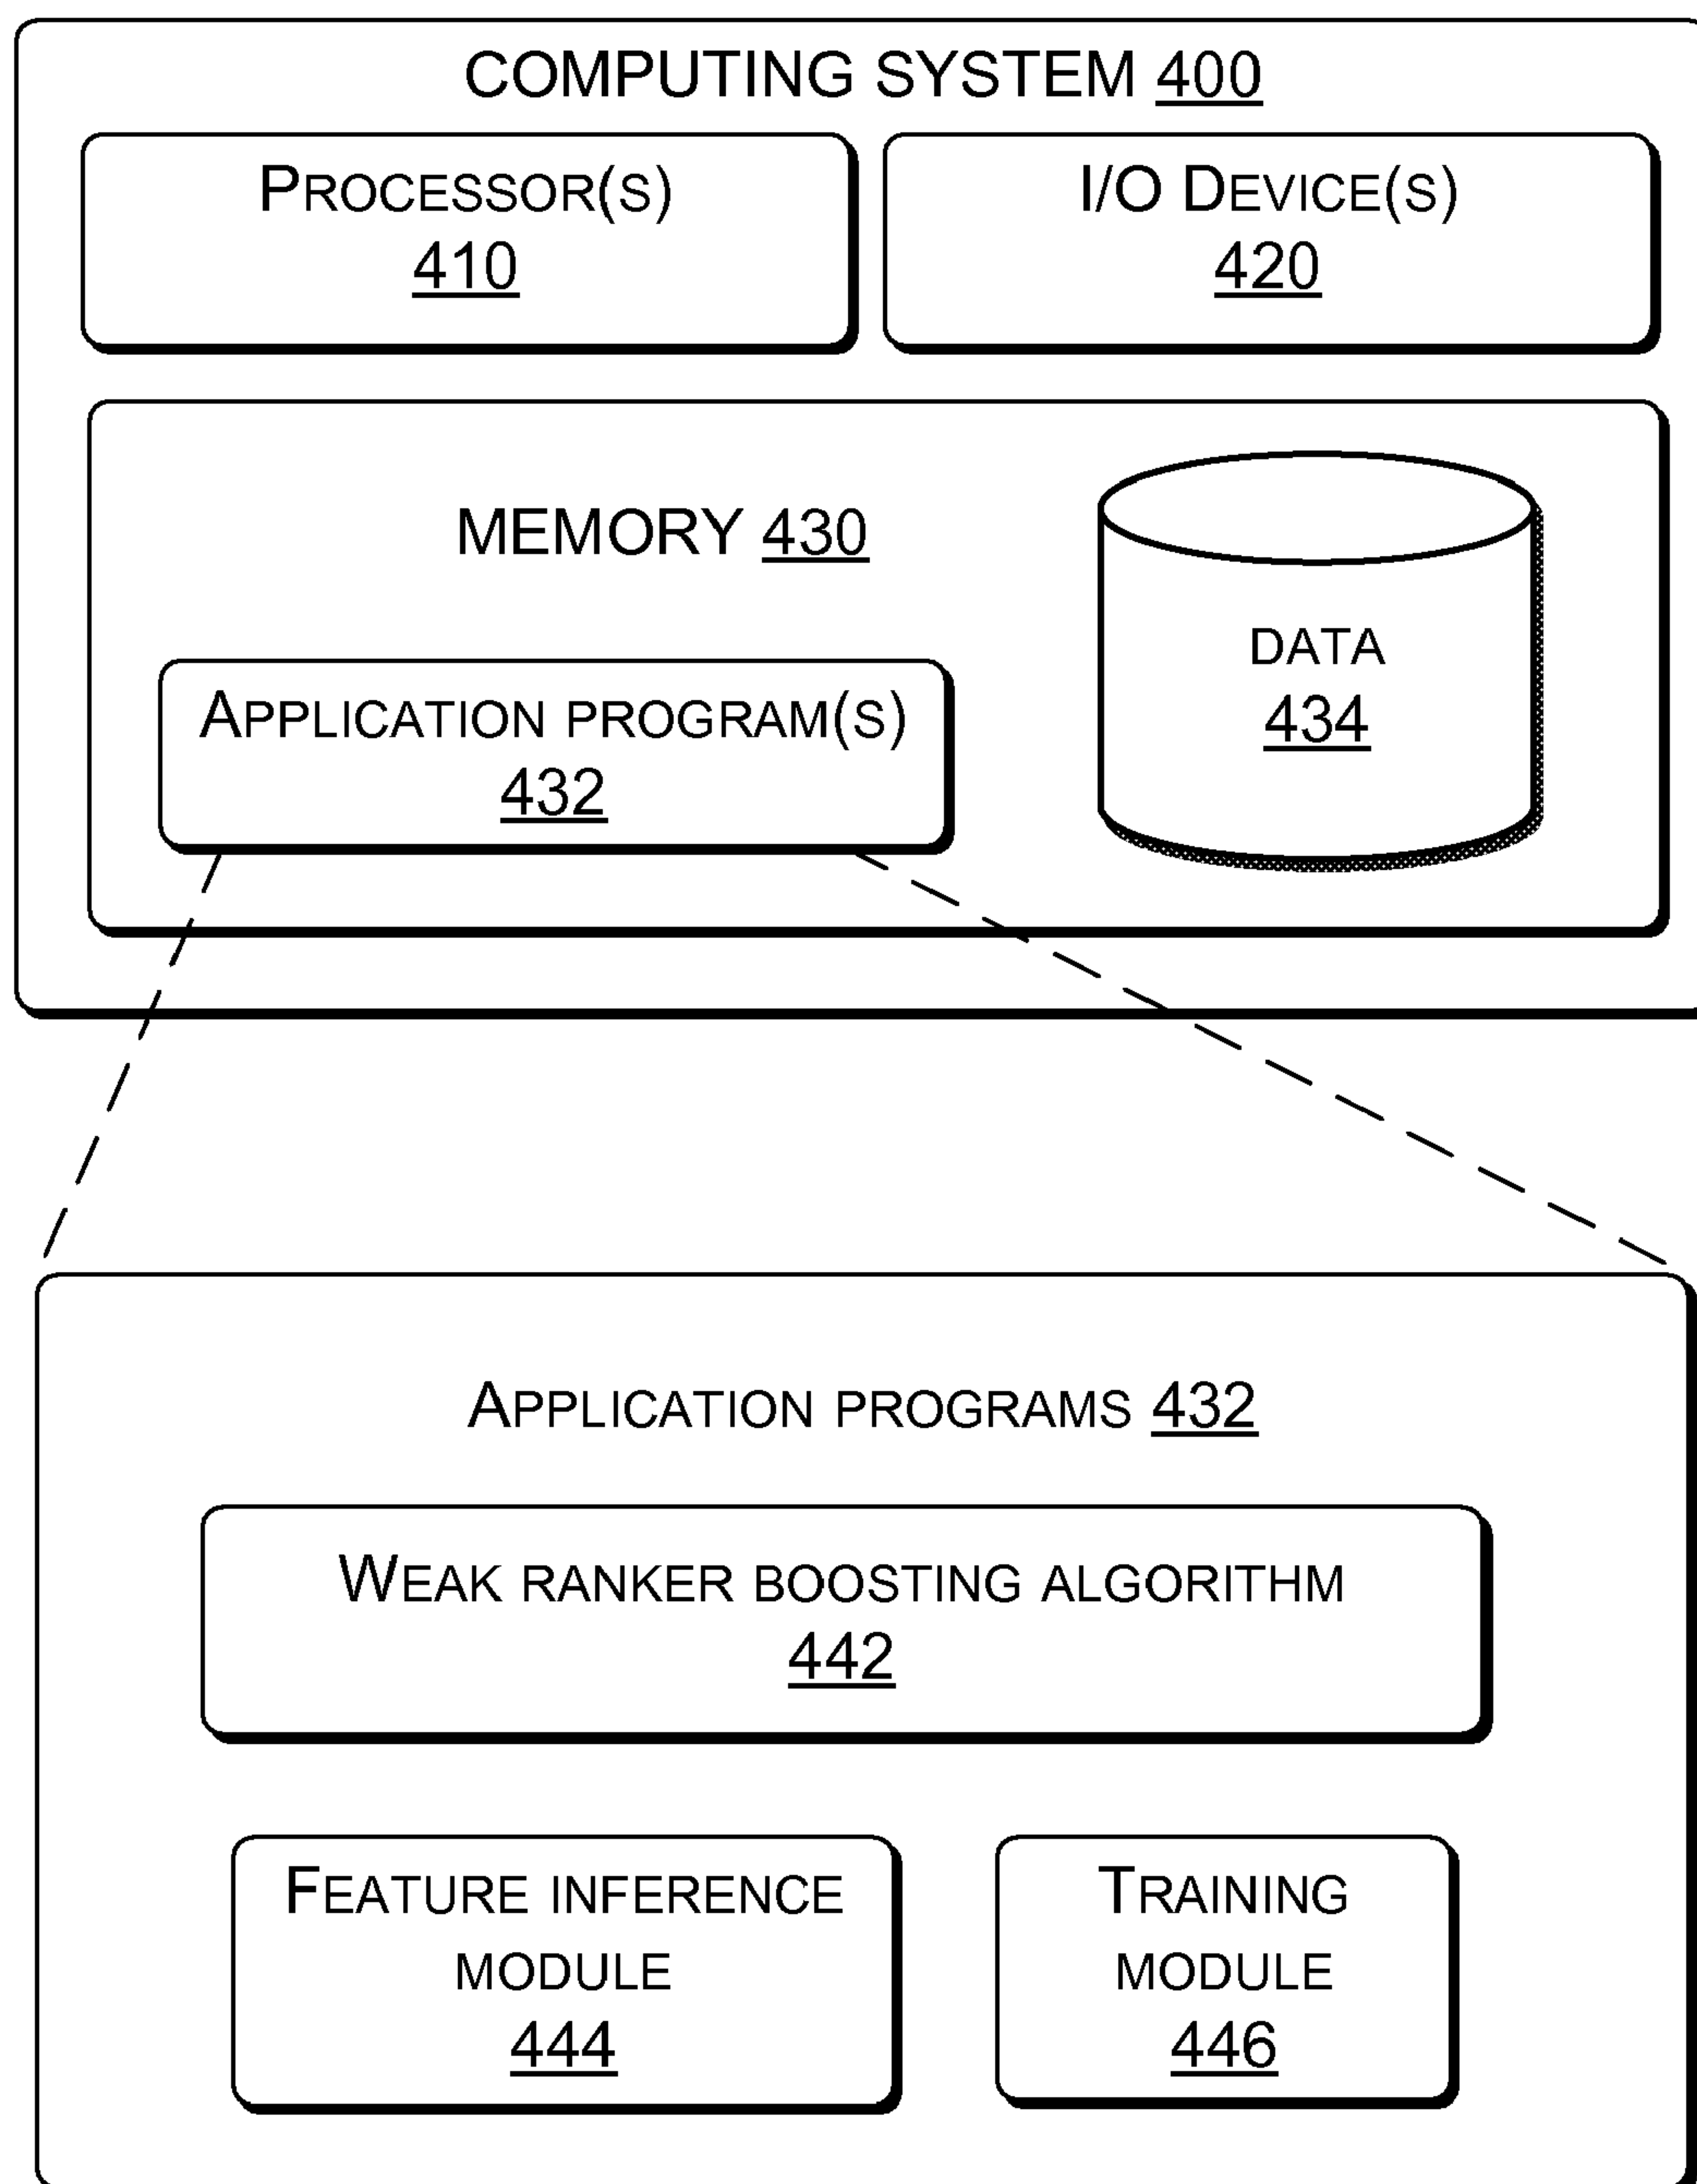 COMPUTING SYSTEM 400
PROCESSOR(S)
410
I/O DEVICE(S)
420
MEMORY 430
DATA
434
APPLICATION PROGRAM(S)
432
APPLICATION PROGRAMS 432
WEAK RANKER BOOSTING ALGORITHM
442
FEATURE INFERENCE
MODULE
444
TRAINING
MODULE
446